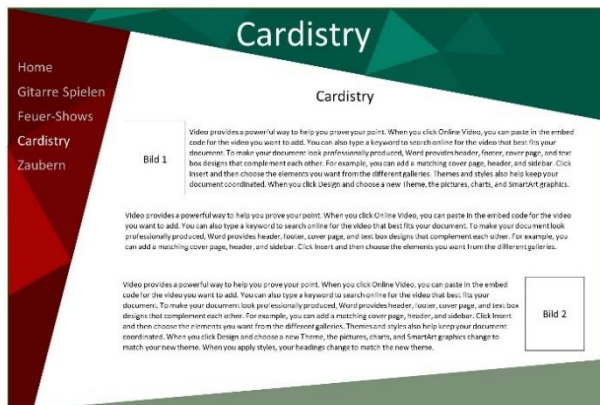 Cardistry
Home
Gitarre Spielen
Feuer-Shows
Cardistry
Zaubern
Cardistry
Bild 1
Video provides a powerful way to help you prove your point. When you click Online Video, you can paste in the embed
code for the video you want to add. You can also type a keyword to search online for the video that best fits your
document. To make your document look professionally produced, Word provides header, footer, cover page, and text
box designs that complement each other. For example, you can add a matching cover page, header, and sidebar. Click
Insert and then choose the elements you want from the different galleries. Themes and styles also help keep your
document coordinated. When you click Design and choose a new Theme, the pictures, charts, and SmartArt graphics.
Video provides a powerful way to help you prove your point. When you click Online Video, you can paste in the embed code for the video
you want to add. You can also type a keyword to search online for the video that best fits your document. To make your document look
professionally produced, Word provides header, footer, cover page, and text box designs that complement each other. For example, you
can add a matching cover page, header, and sidebar. Click Insert and then choose the elements you want from the different galleries.
Video provides a powerful way to help you prove your point. When you click Online Video, you can paste in the embed
code for the video you want to add. You can also type a keyword to search online for the video that best fits your
document. To make your document look professionally produced, Word provides header, footer, cover page, and text box
designs that complement each other. For example, you can add a matching cover page, header, and sidebar. Click Insert
and then choose the elements you want from the different galleries. Themes and styles also help keep your document
coordinated. When you click Design and choose a new Theme, the pictures, charts, and SmartArt graphics change to
match your new theme. When you apply styles, your headings change to match the new theme.
Bild 2